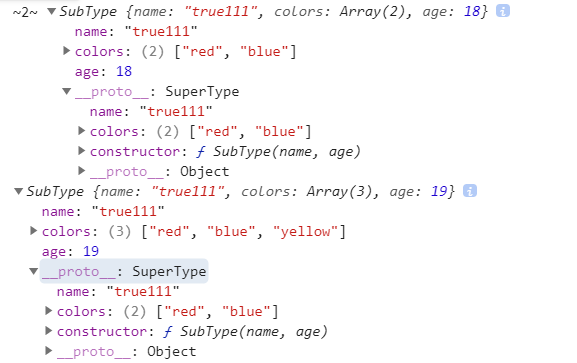 ~2~ ▼SubType {name: "true111", colors: Array(2), age: 18} i
name: "true111"
▶colors: (2) ["red", "blue"]
age: 18
▼__proto__: SuperType
name: "true111"
▶colors: (2) ["red", "blue"]
▶constructor: ƒ SubType(name, age)
▶__proto__: Object
▼SubType {name: "true111", colors: Array(3), age: 19} i
name: "true111"
▶colors: (3) ["red", "blue", "yellow"]
age: 19
▼__proto__: SuperType
name: "true111"
▶colors: (2) ["red", "blue"]
▶constructor: ƒ SubType(name, age)
▶__proto__: Object